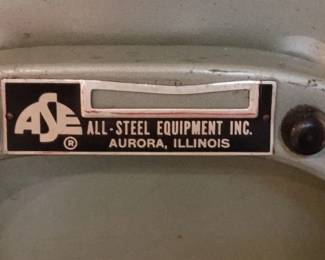 ASE ®
ALL-STEEL EQUIPMENT INC.
AURORA, ILLINOIS